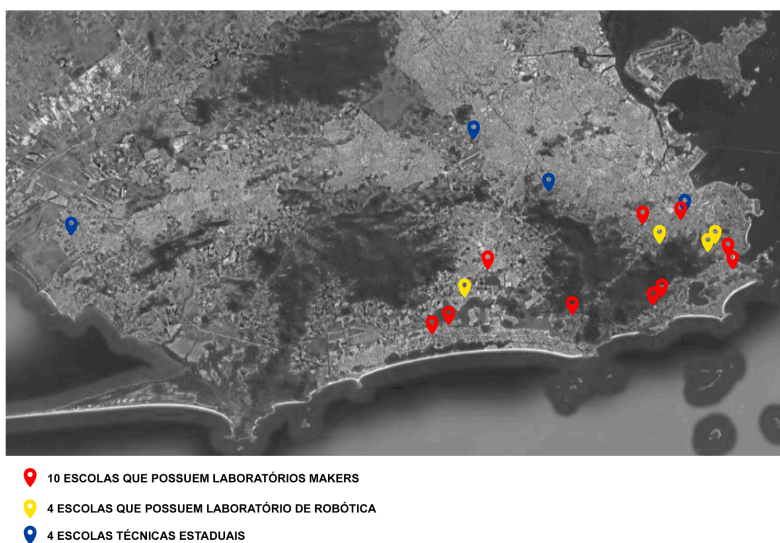 10 ESCOLAS QUE POSSUEM LABORATÓRIOS MAKERS
4 ESCOLAS QUE POSSUEM LABORATÓRIO DE ROBÓTICA
4 ESCOLAS TÉCNICAS ESTADUAIS